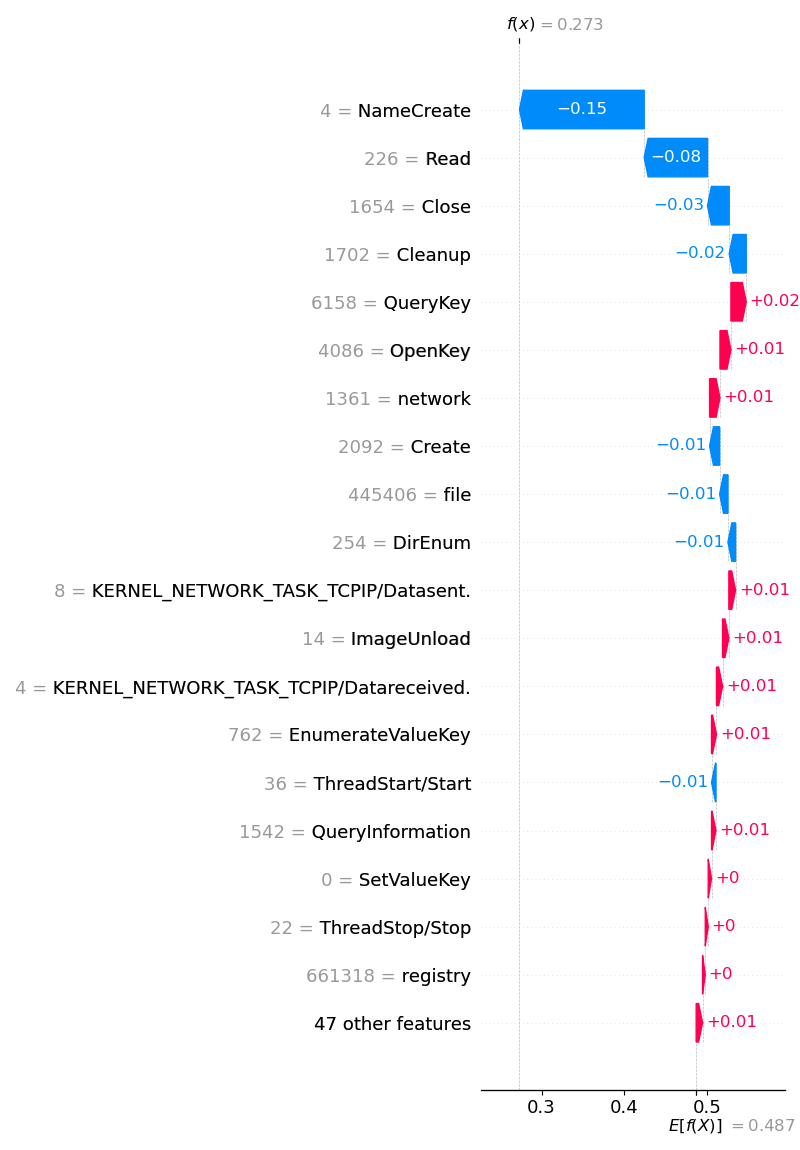 f(x) = 0.273
4 = NameCreate −0.15
226 = Read −0.08
1654 = Close −0.03
1702 = Cleanup −0.02
6158 = QueryKey +0.02
4086 = OpenKey +0.01
1361 = network +0.01
2092 = Create −0.01
445406 = file −0.01
254 = DirEnum −0.01
8 = KERNEL_NETWORK_TASK_TCPIP/Datasent. +0.01
14 = ImageUnload +0.01
4 = KERNEL_NETWORK_TASK_TCPIP/Datareceived. +0.01
762 = EnumerateValueKey +0.01
36 = ThreadStart/Start −0.01
1542 = QueryInformation +0.01
0 = SetValueKey +0
22 = ThreadStop/Stop +0
661318 = registry +0
47 other features +0.01
0.3 0.4 0.5
E[f(X)] = 0.487